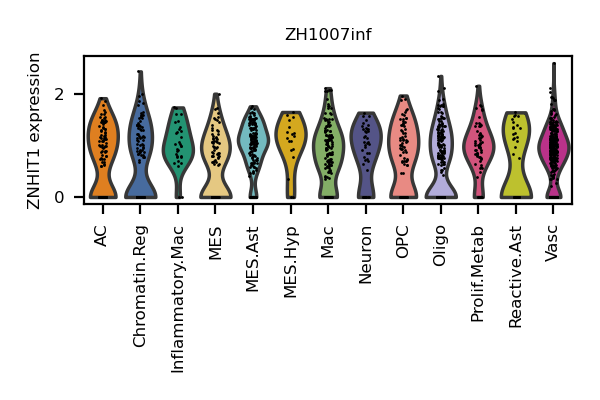 ZH1007inf
ZNHIT1 expression
2
0
AC
Chromatin.Reg
Inflammatory.Mac
MES
MES.Ast
MES.Hyp
Mac
Neuron
OPC
Oligo
Prolif.Metab
Reactive.Ast
Vasc